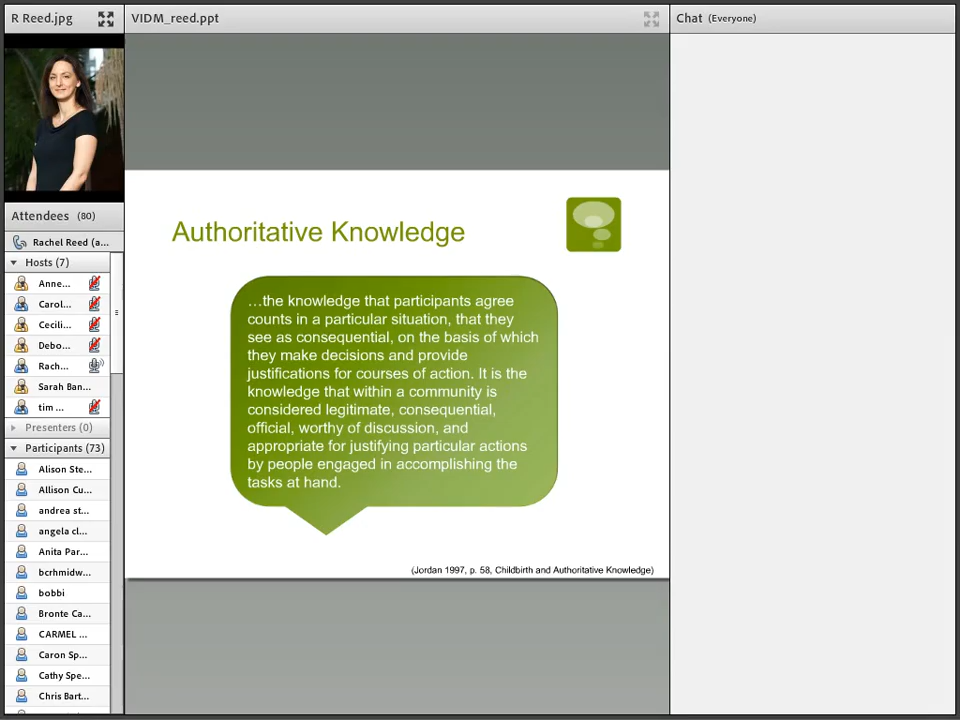 R Reed.jpg
VIDM_reed.ppt
Chat (Everyone)
Attendees (80)
Rachel Reed (a...
Hosts (7)
Anne...
Carol...
Cecili...
Debo...
Rach...
Sarah Ban...
tim ...
Presenters (0)
Participants (73)
Alison Ste...
Allison Cu...
andrea st...
angela cl...
Anita Par...
bcrhmidw...
bobbi
Bronte Ca...
CARMEL ...
Caron Sp...
Cathy Spe...
Chris Bart...
Authoritative Knowledge
…the knowledge that participants agree
counts in a particular situation, that they
see as consequential, on the basis of which
they make decisions and provide
justifications for courses of action. It is the
knowledge that within a community is
considered legitimate, consequential,
official, worthy of discussion, and
appropriate for justifying particular actions
by people engaged in accomplishing the
tasks at hand.
(Jordan 1997, p. 58, Childbirth and Authoritative Knowledge)